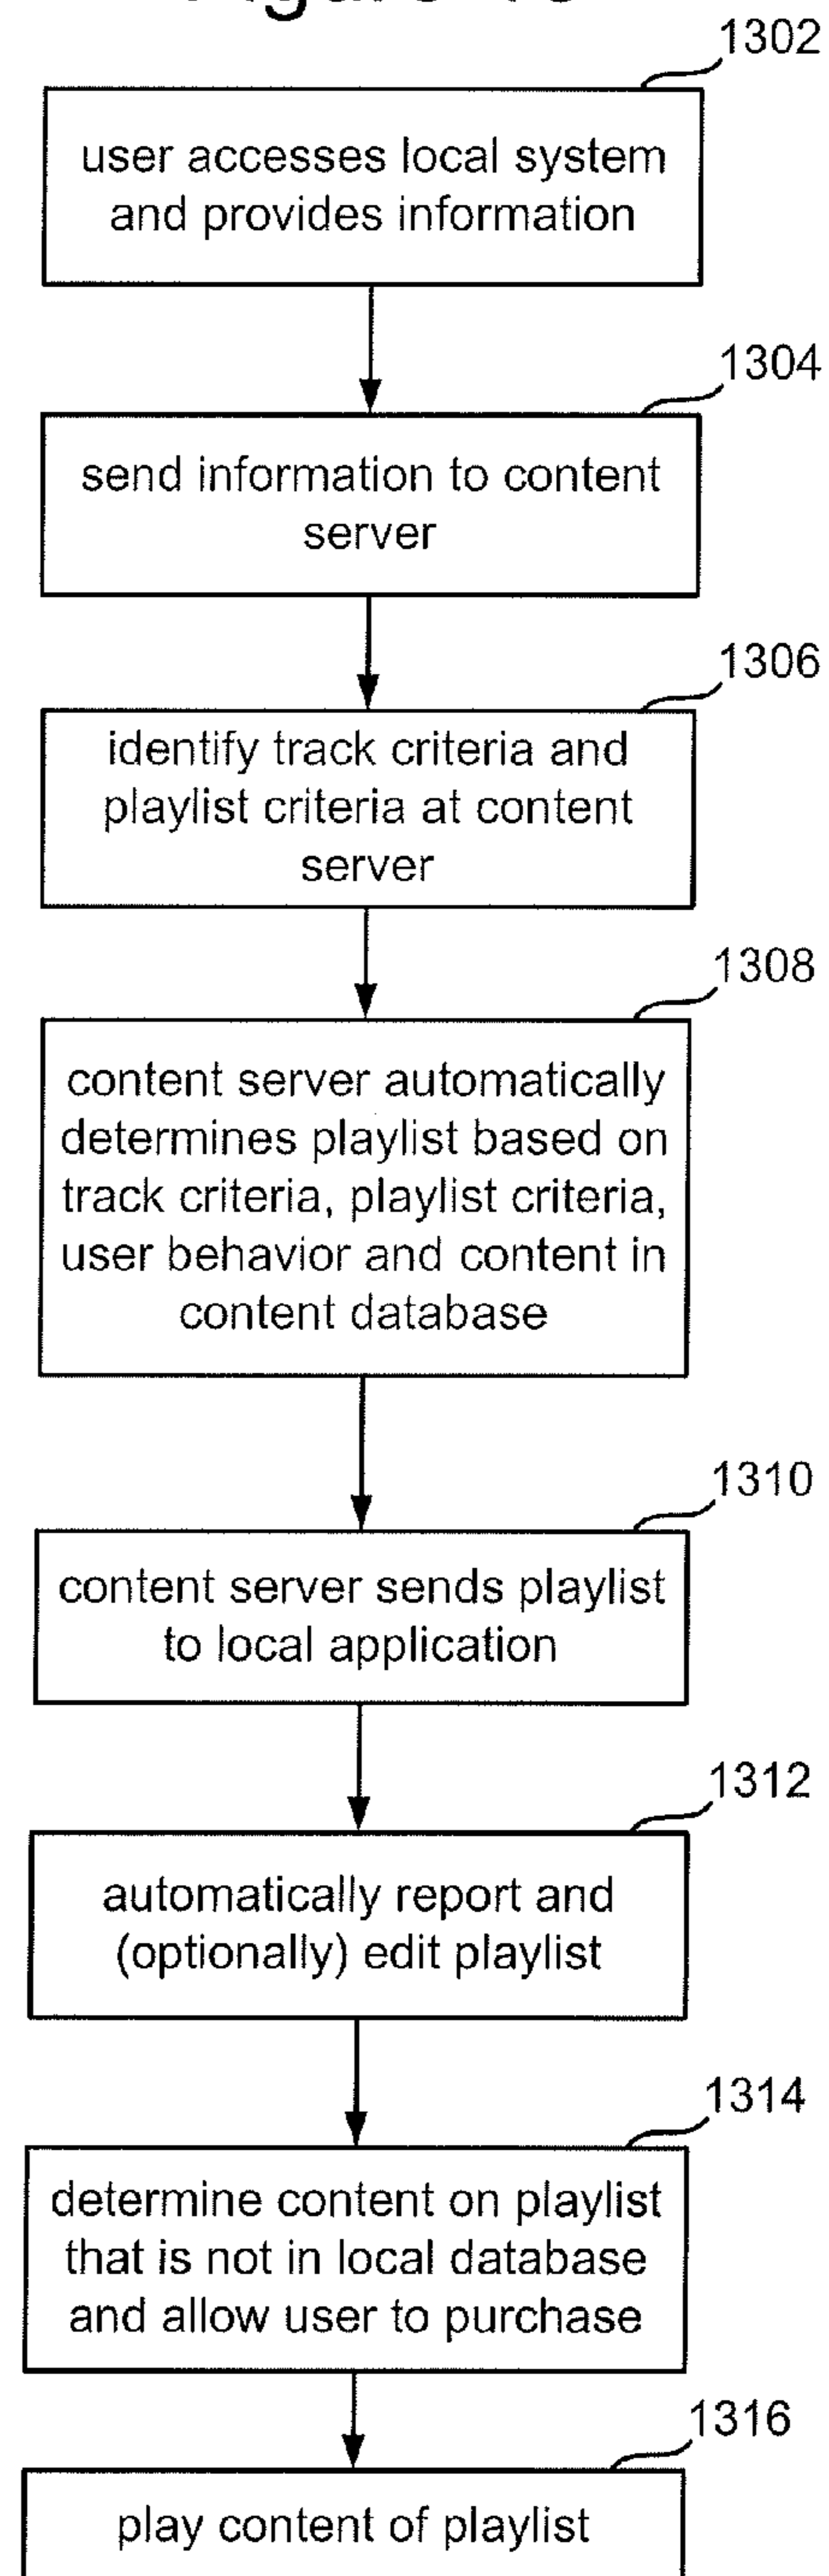 1302
user accesses local system
and provides information
1304
send information to content
server
1306
identify track criteria and
playlist criteria at content
server
1308
content server automatically
determines playlist based on
track criteria, playlist criteria,
user behavior and content in
content database
1310
content server sends playlist
to local application
1312
automatically report and
(optionally) edit playlist
1314
determine content on playlist
that is not in local database
and allow user to purchase
1316
play content of playlist